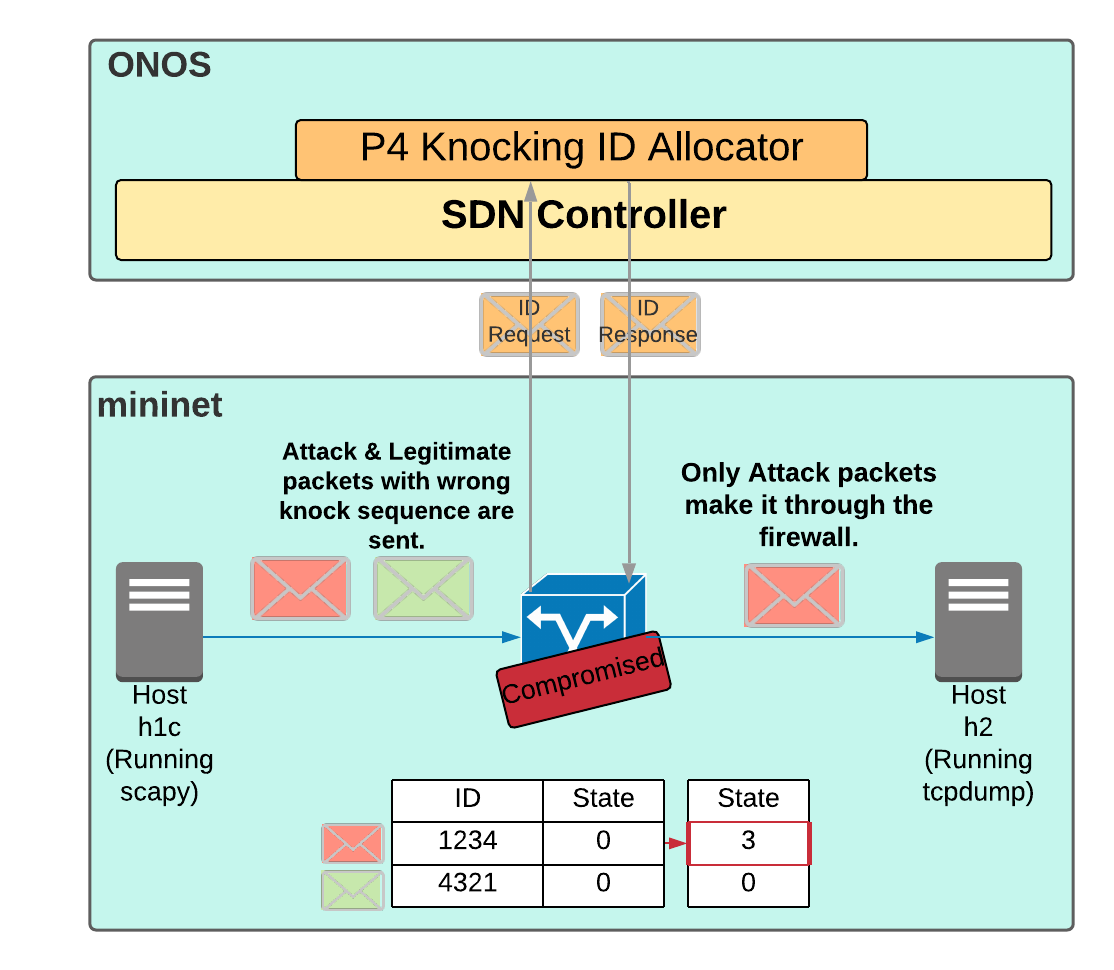 ONOS
P4 Knocking ID Allocator
SDN Controller
ID
Request
ID
Response
mininet
Attack & Legitimate
packets with wrong
knock sequence are
sent.
Only Attack packets
make it through the
firewall.
Compromised
Host
h1c
(Running
scapy)
Host
h2
(Running
tcpdump)
ID State State
1234 0 3
4321 0 0